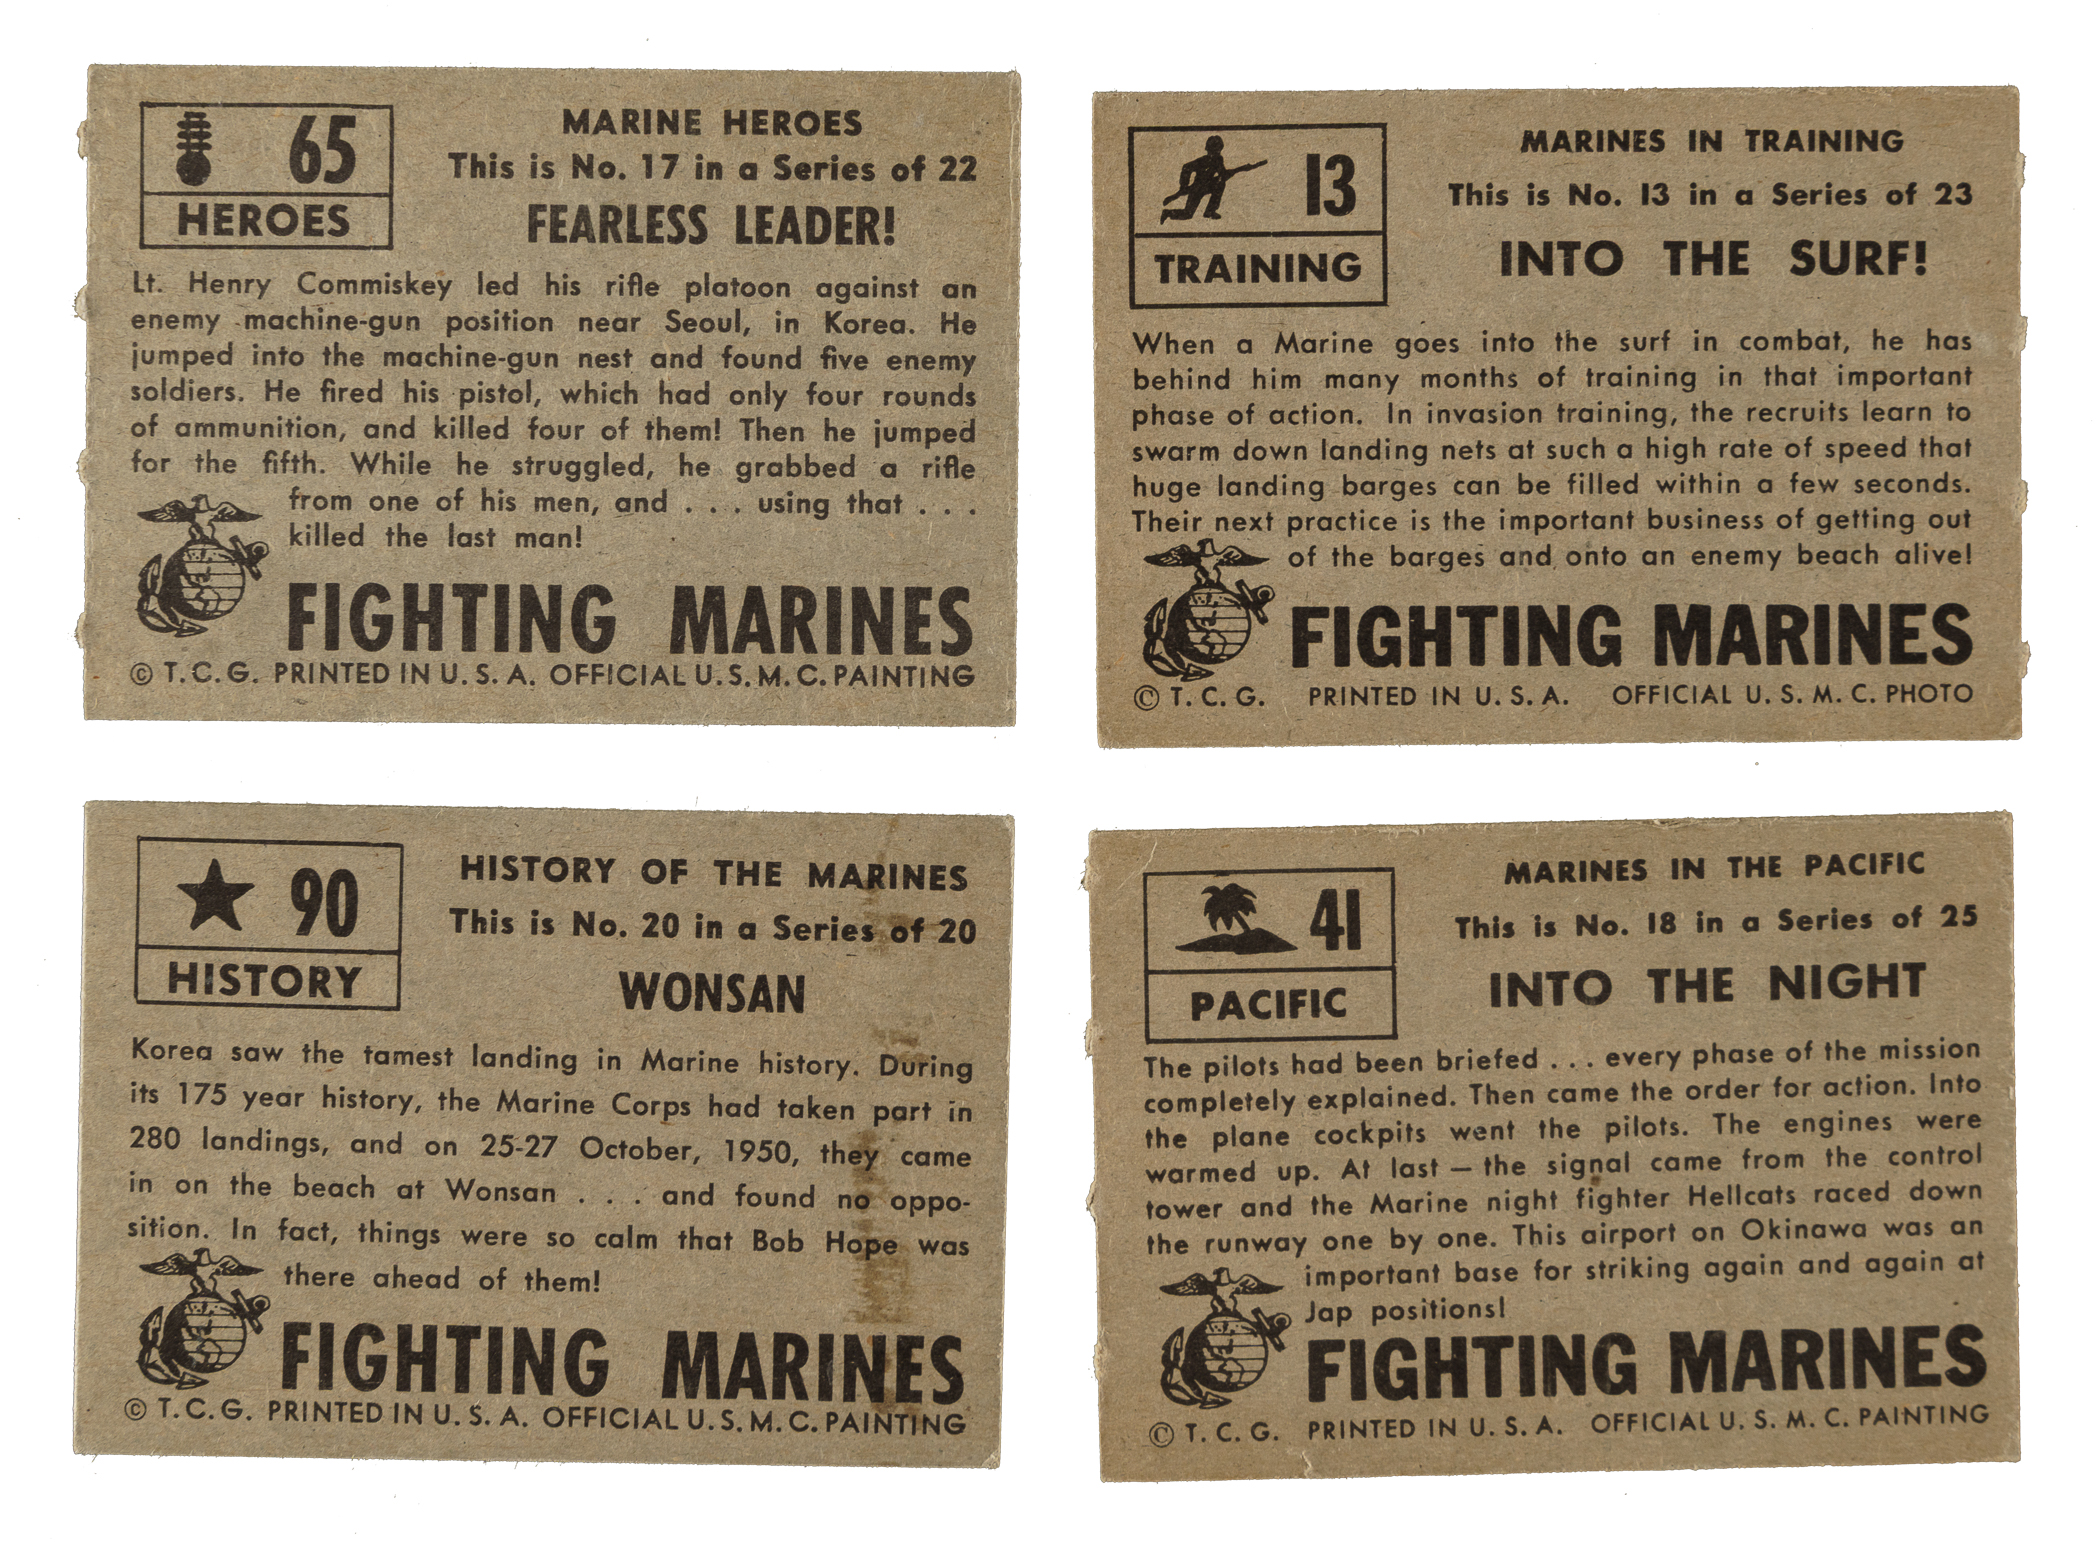 65
HEROES
MARINE HEROES
This is No. 17 in a Series of 22
FEARLESS LEADER!
Lt. Henry Commiskey led his rifle platoon against an
enemy machine-gun position near Seoul, in Korea. He
jumped into the machine-gun nest and found five enemy
soldiers. He fired his pistol, which had only four rounds
of ammunition, and killed four of them! Then he jumped
for the fifth. While he struggled, he grabbed a rifle
from one of his men, and . . . using that . . .
killed the last man!
FIGHTING MARINES
© T.C.G. PRINTED IN U.S.A. OFFICIAL U.S.M.C. PAINTING
13
TRAINING
MARINES IN TRAINING
This is No. 13 in a Series of 23
INTO THE SURF!
When a Marine goes into the surf in combat, he has
behind him many months of training in that important
phase of action. In invasion training, the recruits learn to
swarm down landing nets at such a high rate of speed that
huge landing barges can be filled within a few seconds.
Their next practice is the important business of getting out
of the barges and onto an enemy beach alive!
FIGHTING MARINES
© T.C.G. PRINTED IN U.S.A. OFFICIAL U.S.M.C. PHOTO
90
HISTORY
HISTORY OF THE MARINES
This is No. 20 in a Series of 20
WONSAN
Korea saw the tamest landing in Marine history. During
its 175 year history, the Marine Corps had taken part in
280 landings, and on 25-27 October, 1950, they came
in on the beach at Wonsan . . . and found no oppo-
sition. In fact, things were so calm that Bob Hope was
there ahead of them!
FIGHTING MARINES
© T.C.G. PRINTED IN U.S.A. OFFICIAL U.S.M.C. PAINTING
41
PACIFIC
MARINES IN THE PACIFIC
This is No. 18 in a Series of 25
INTO THE NIGHT
The pilots had been briefed . . . every phase of the mission
completely explained. Then came the order for action. Into
the plane cockpits went the pilots. The engines were
warmed up. At last — the signal came from the control
tower and the Marine night fighter Hellcats raced down
the runway one by one. This airport on Okinawa was an
important base for striking again and again at
Jap positions!
FIGHTING MARINES
© T.C.G. PRINTED IN U.S.A. OFFICIAL U.S.M.C. PAINTING